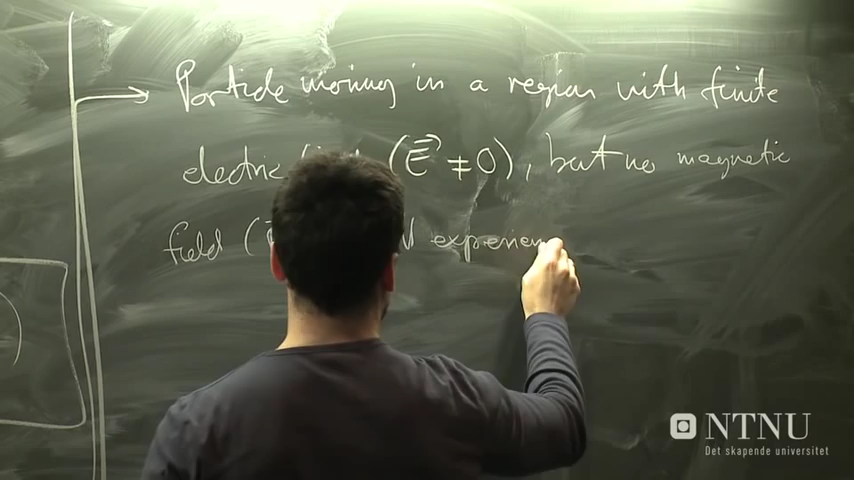 Particle moving in a region with finite
electric (E⃗ ≠ 0), but no magnetic
field ( experien
NTNU
Det skapende universitet